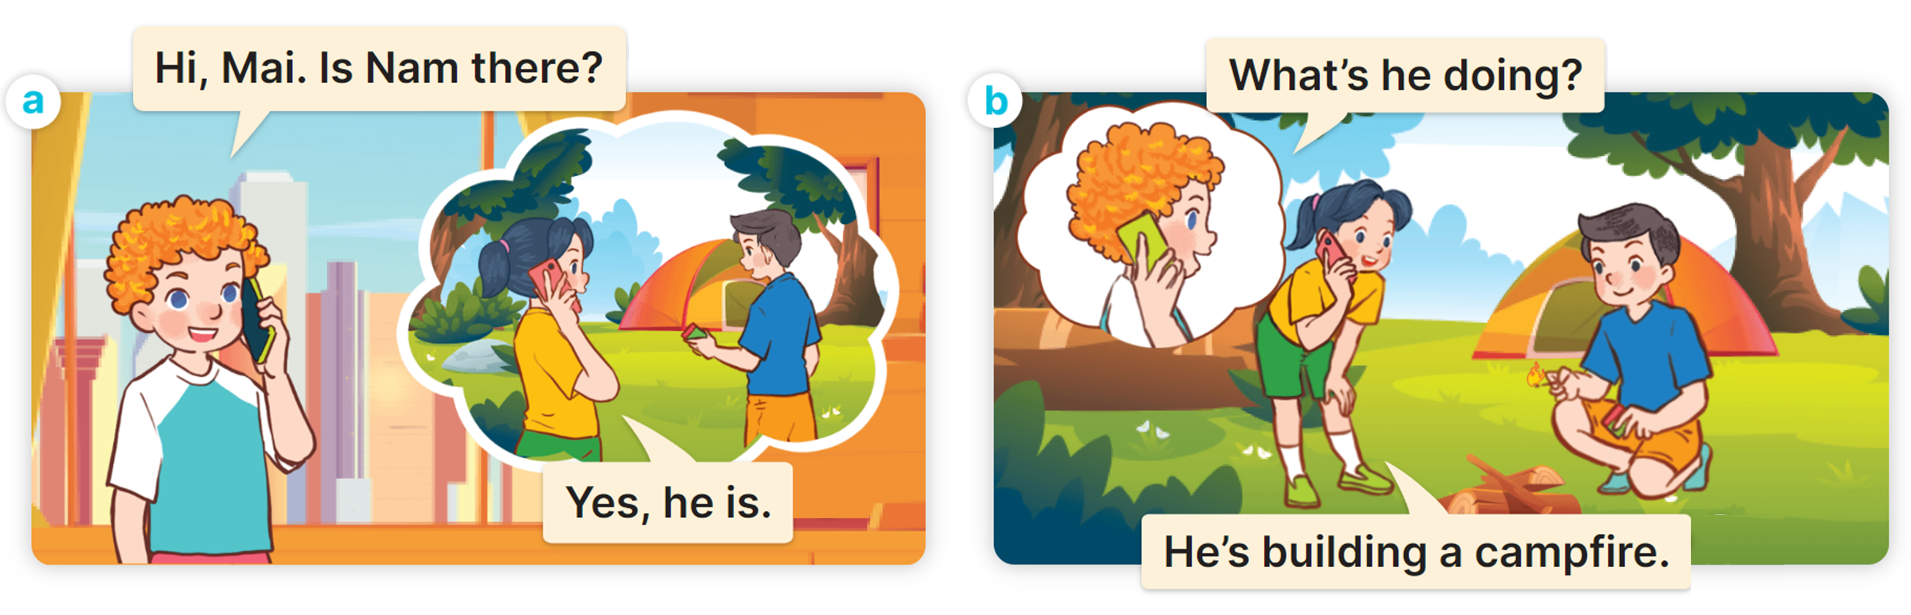 a
Hi, Mai. Is Nam there?
Yes, he is.
b
What's he doing?
He's building a campfire.